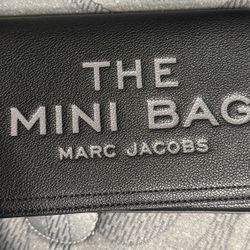 THE
MINI BAG
MARC JACOBS